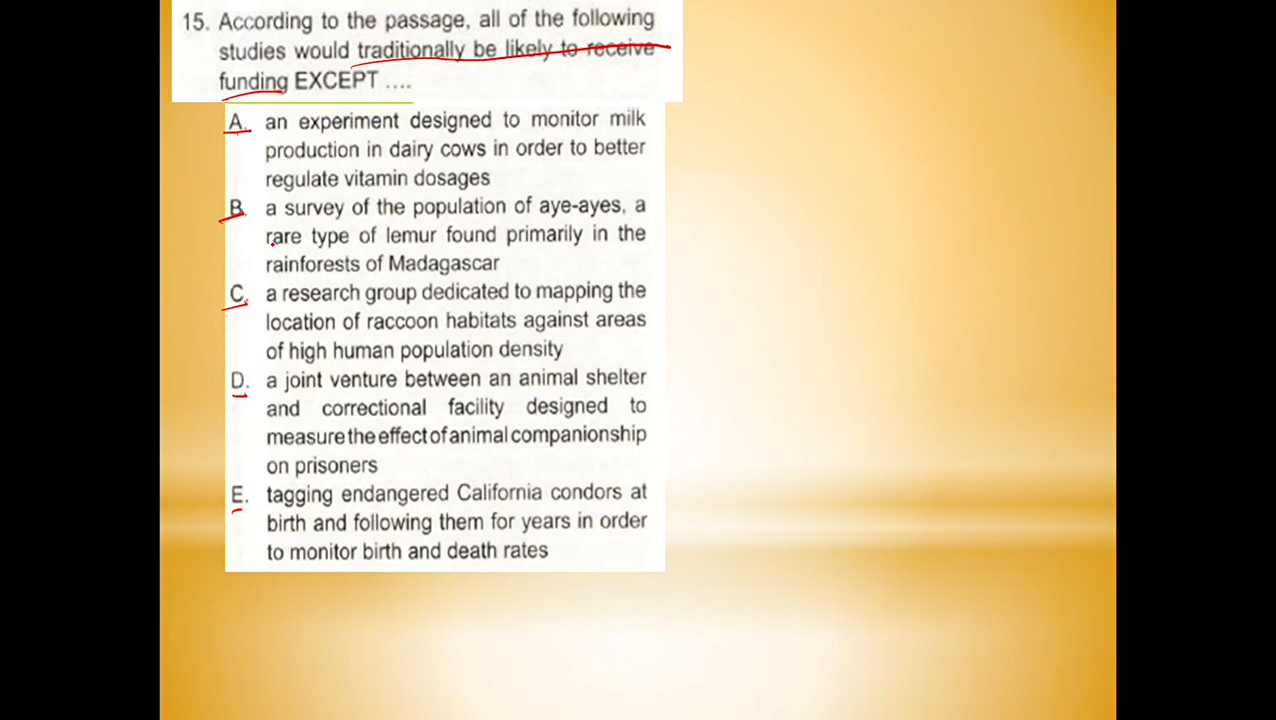 15. According to the passage, all of the following
studies would traditionally be likely to receive
funding EXCEPT ....
A. an experiment designed to monitor milk
production in dairy cows in order to better
regulate vitamin dosages
B. a survey of the population of aye-ayes, a
rare type of lemur found primarily in the
rainforests of Madagascar
C. a research group dedicated to mapping the
location of raccoon habitats against areas
of high human population density
D. a joint venture between an animal shelter
and correctional facility designed to
measure the effect of animal companionship
on prisoners
E. tagging endangered California condors at
birth and following them for years in order
to monitor birth and death rates